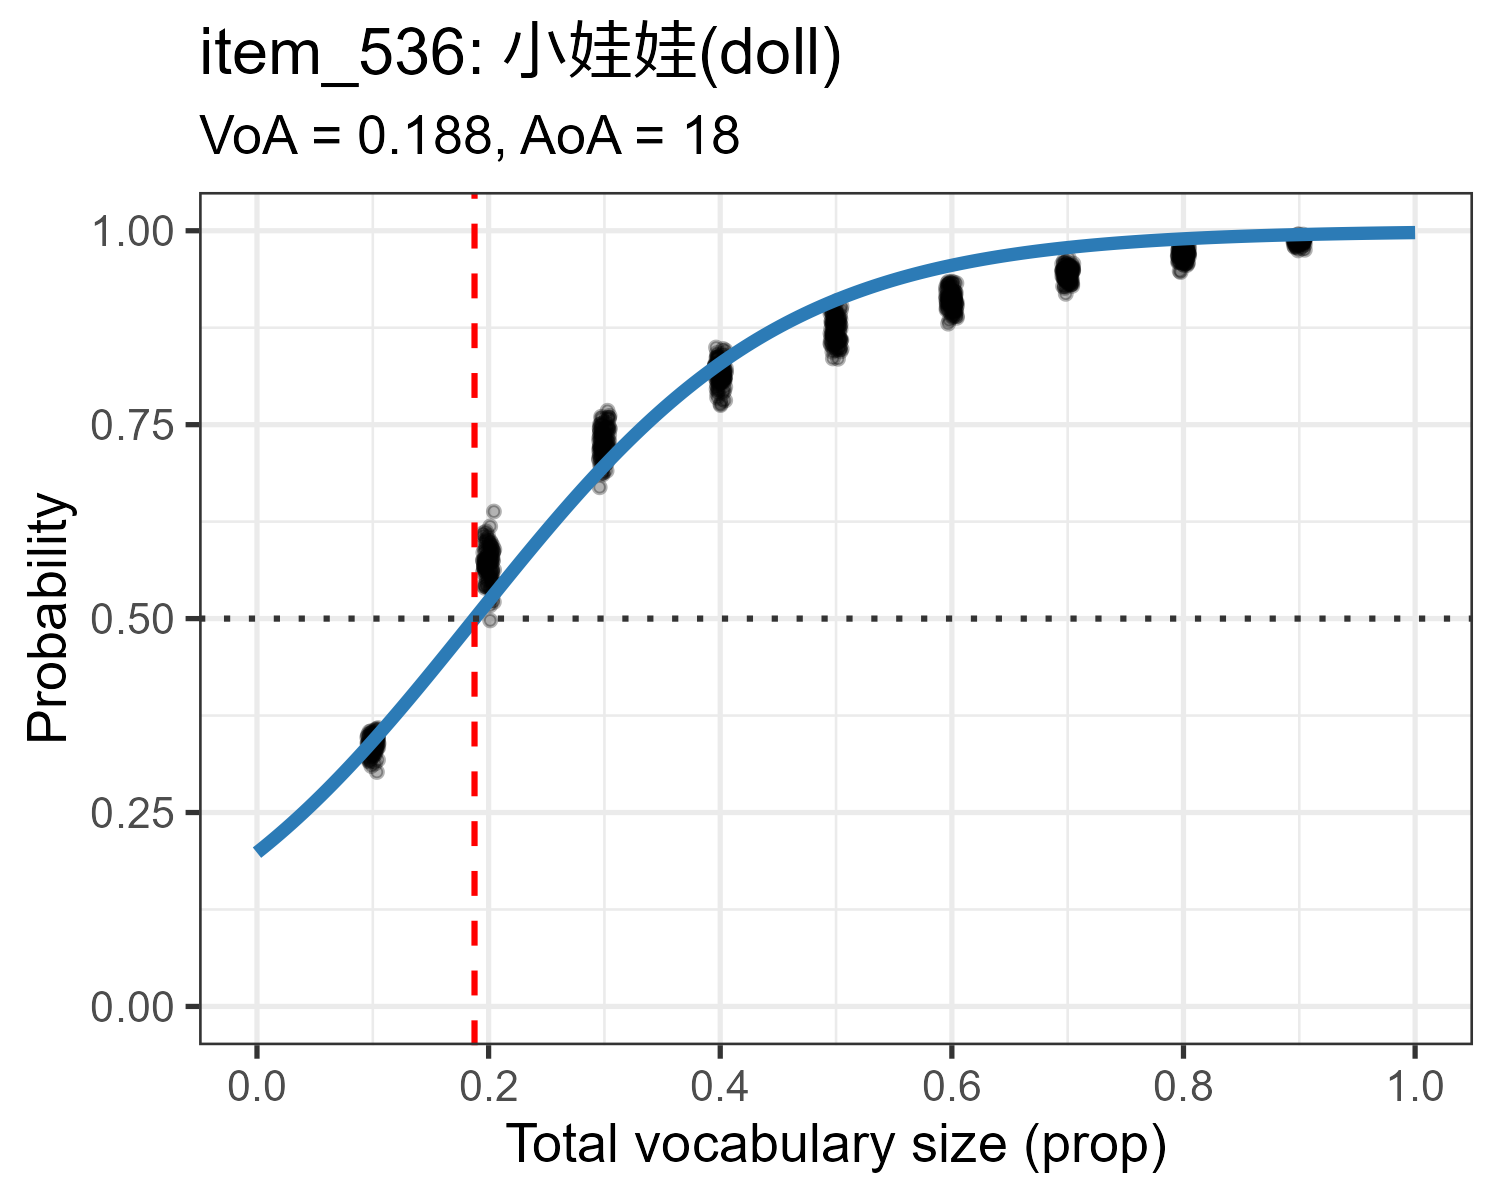 item_536: 小娃娃(doll)
VoA = 0.188, AoA = 18
1.00
0.75
0.50
0.25
0.00
Probability
0.0 0.2 0.4 0.6 0.8 1.0
Total vocabulary size (prop)